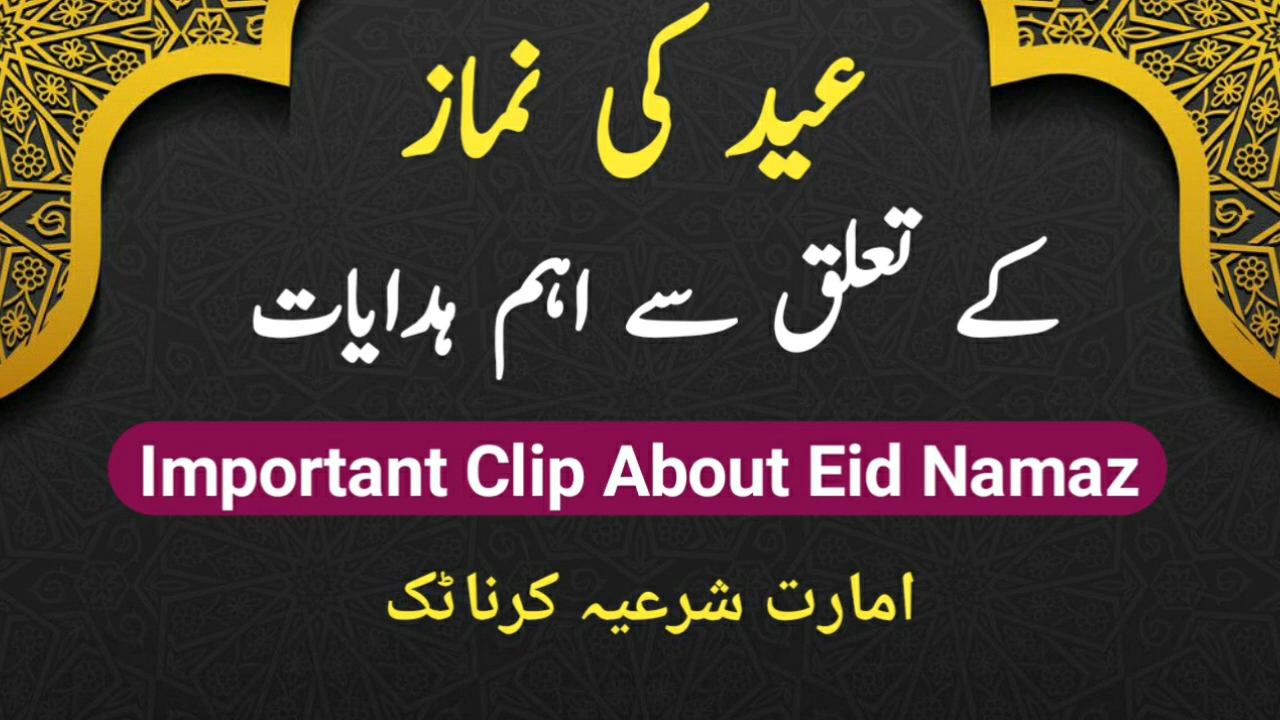 عید کی نماز
کے تعلق سے اہم ہدایات
Important Clip About Eid Namaz
امارت شرعیہ کرناٹک